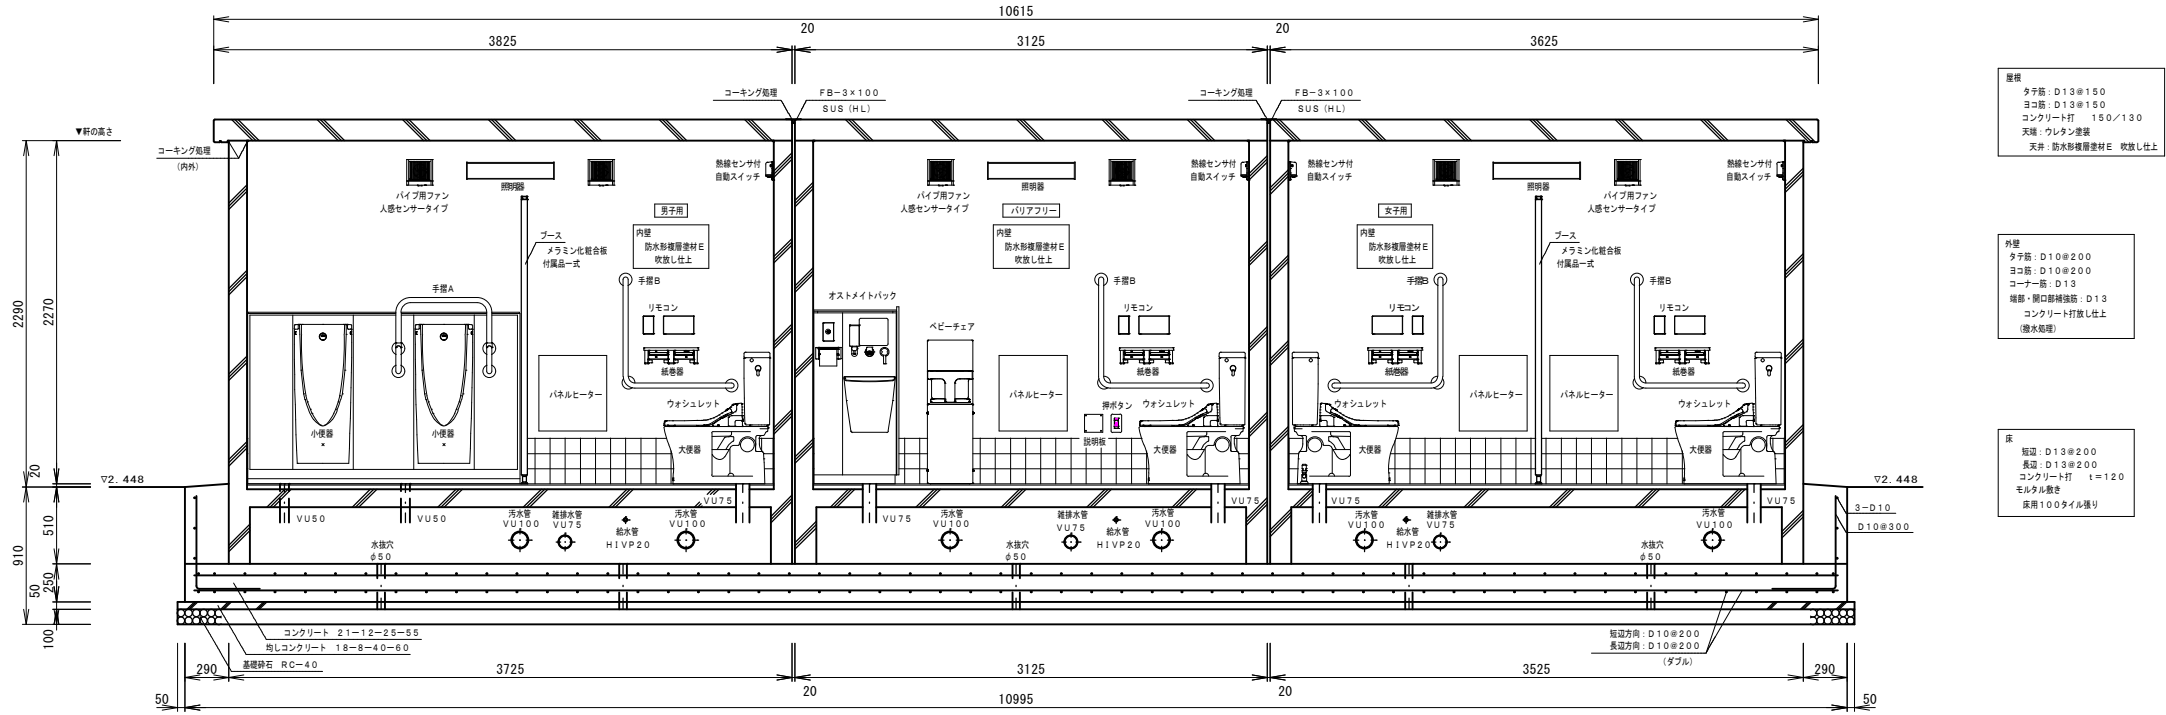 10615
20
20
3825
3125
3625
コーキング処理
FB-3×100
SUS(HL)
コーキング処理
FB-3×100
SUS(HL)
▼軒の高さ
コーキング処理
(内外)
パイプ用ファン
人感センサータイプ
照明器
熱線センサ付
自動スイッチ
男子用
内壁
防水形複層塗材E
吹放し仕上
ブース
メラミン化粧合板
付属品一式
手摺A
手摺B
リモコン
紙巻器
パネルヒーター
ウォシュレット
大便器
小便器
小便器
パイプ用ファン
人感センサータイプ
照明器
熱線センサ付
自動スイッチ
バリアフリー
内壁
防水形複層塗材E
吹放し仕上
オストメイトパック
ベビーチェア
手摺B
リモコン
紙巻器
パネルヒーター
押ボタン
説明板
ウォシュレット
大便器
熱線センサ付
自動スイッチ
照明器
パイプ用ファン
人感センサータイプ
熱線センサ付
自動スイッチ
女子用
内壁
防水形複層塗材E
吹放し仕上
ブース
メラミン化粧合板
付属品一式
手摺B
手摺B
リモコン
リモコン
紙巻器
紙巻器
パネルヒーター
パネルヒーター
ウォシュレット
ウォシュレット
大便器
大便器
2290
2270
20
910
510
50
250
100
▽2.448
▽2.448
VU50
VU50
汚水管
VU100
雑排水管
VU75
給水管
HIVP20
汚水管
VU100
VU75
VU75
汚水管
VU100
雑排水管
VU75
給水管
HIVP20
汚水管
VU100
VU75
VU75
汚水管
VU100
雑排水管
VU75
給水管
HIVP20
汚水管
VU100
VU75
水抜穴
φ50
水抜穴
φ50
水抜穴
φ50
3-D10
D10@300
コンクリート 21-12-25-55
均しコンクリート 18-8-40-60
基礎砕石 RC-40
短辺方向:D10@200
長辺方向:D10@200
(ダブル)
290
3725
3125
3525
290
50
20
10995
20
50
屋根
タテ筋:D13@150
ヨコ筋:D13@150
コンクリート打 150/130
天端:ウレタン塗装
天井:防水形複層塗材E 吹放し仕上
外壁
タテ筋:D10@200
ヨコ筋:D10@200
コーナー筋:D13
端部・開口部補強筋:D13
コンクリート打放し仕上
(撥水処理)
床
短辺:D13@200
長辺:D13@200
コンクリート打 t=120
モルタル敷き
床用100タイル張り